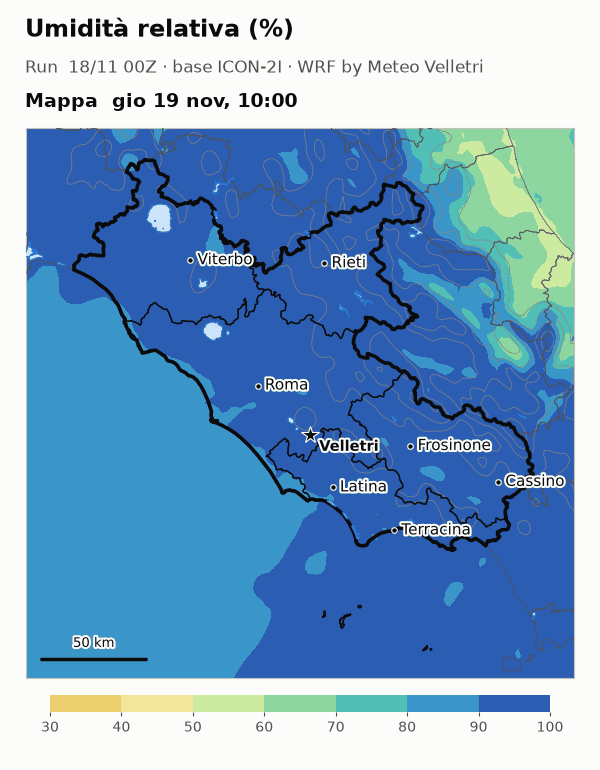 Umidità relativa (%)
Run 18/11 00Z · base ICON-2I · WRF by Meteo Velletri
Mappa gio 19 nov, 10:00
Viterbo
Rieti
Roma
Velletri
Frosinone
Latina
Cassino
Terracina
50 km
30 40 50 60 70 80 90 100